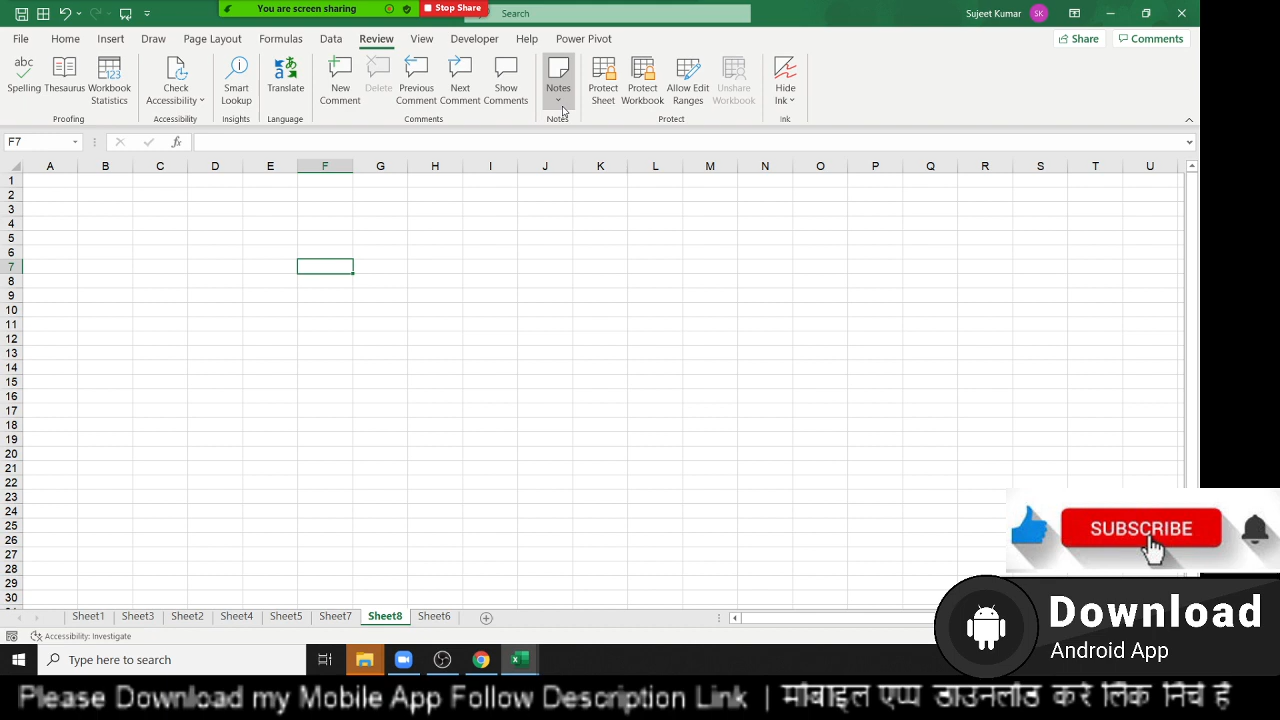 You are screen sharing
Stop Share
Search
Sujeet Kumar
SK
File Home Insert Draw Page Layout Formulas Data Review View Developer Help Power Pivot
Share
Comments
abc
Spelling
Thesaurus
Workbook
Statistics
Check
Accessibility
Smart
Lookup
Translate
New
Comment
Delete
Previous
Comment
Next
Comment
Show
Comments
Notes
Protect
Sheet
Protect
Workbook
Allow Edit
Ranges
Unshare
Workbook
Hide
Ink
Proofing Accessibility Insights Language Comments Notes Protect Ink
F7
fx
A B C D E F G H I J K L M N O P Q R S T U
1
2
3
4
5
6
7
8
9
10
11
12
13
14
15
16
17
18
19
20
21
22
23
24
25
26
27
28
29
30
SUBSCRIBE
Download
Android App
Sheet1 Sheet3 Sheet2 Sheet4 Sheet5 Sheet7 Sheet8 Sheet6
Accessibility: Investigate
Type here to search
Please Download my Mobile App Follow Description Link | मोबाइल एप्प डाउनलोड करे लिंक निचे है